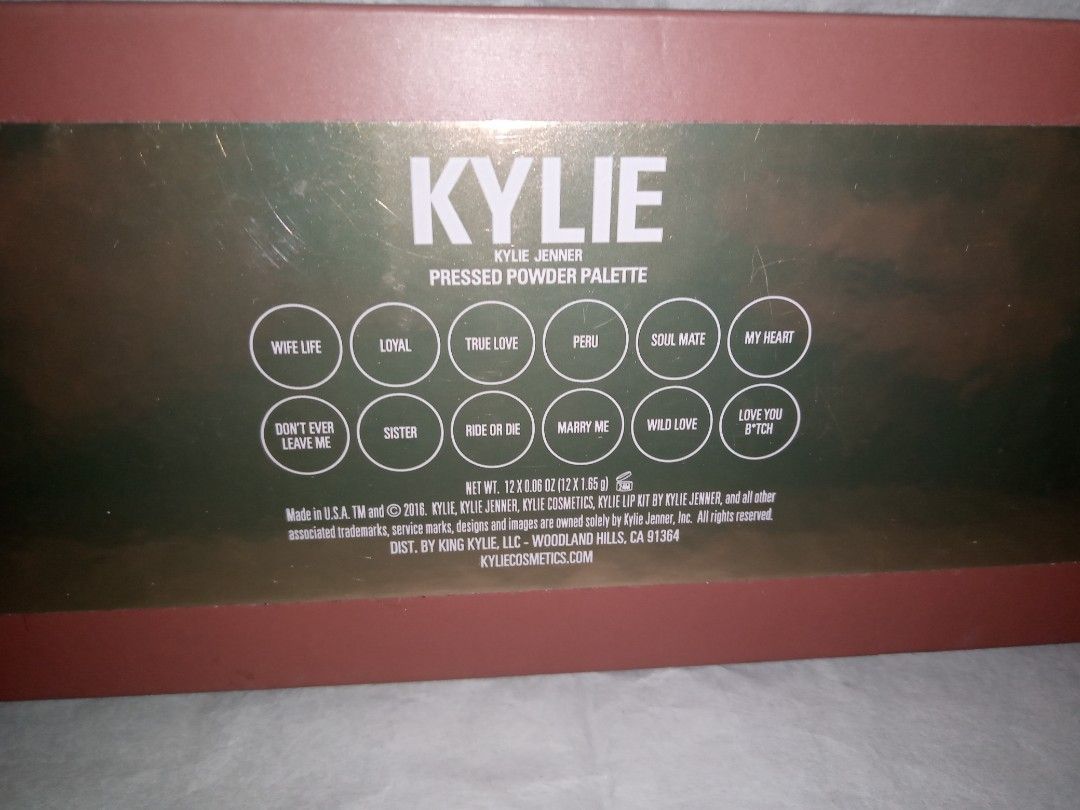 KYLIE
KYLIE JENNER
PRESSED POWDER PALETTE
WIFE LIFE
LOYAL
TRUE LOVE
PERU
SOUL MATE
MY HEART
DON'T EVER
LEAVE ME
SISTER
RIDE OR DIE
MARRY ME
WILD LOVE
LOVE YOU
B*TCH
NET WT. 12 X 0.06 OZ (12 X 1.65 g) 24M
Made in U.S.A. TM and © 2016. KYLIE, KYLIE JENNER, KYLIE COSMETICS, KYLIE LIP KIT BY KYLIE JENNER, and all other
associated trademarks, service marks, designs and images are owned solely by Kylie Jenner, Inc. All rights reserved.
DIST. BY KING KYLIE, LLC - WOODLAND HILLS, CA 91364
KYLIECOSMETICS.COM